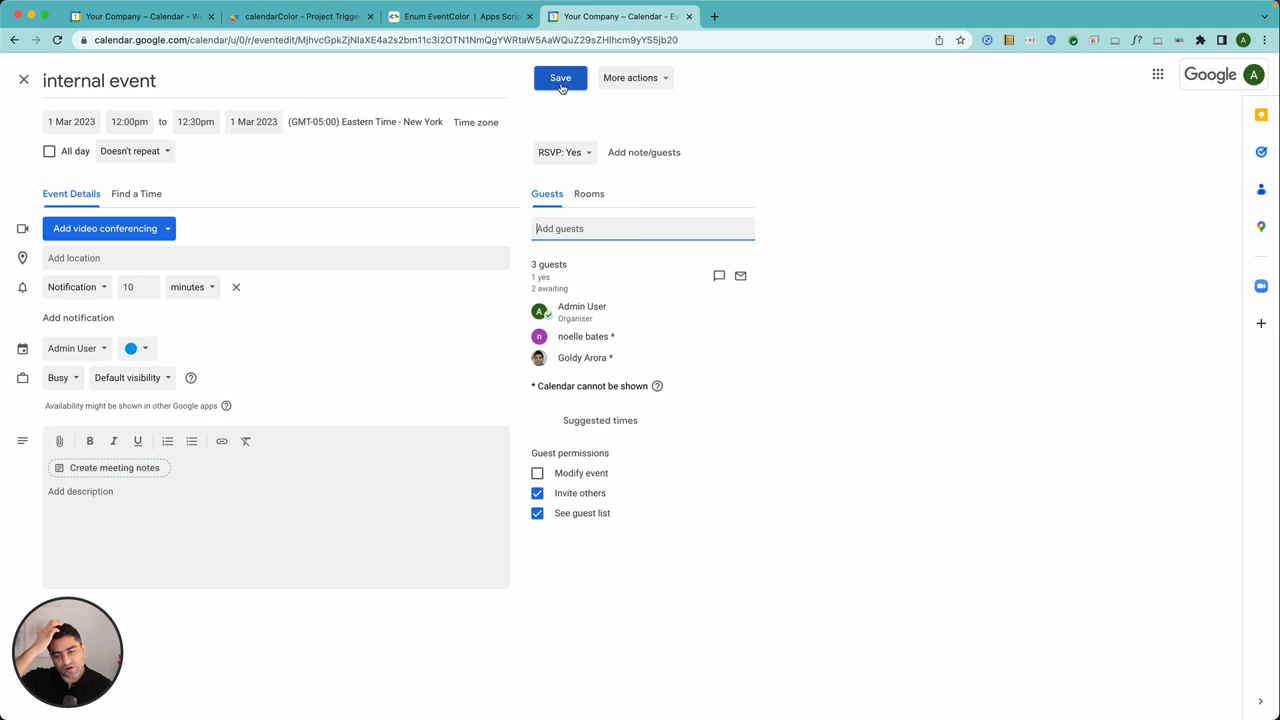 Your Company – Calendar - W
calendarColor - Project Trigge
Enum EventColor | Apps Scri
Your Company – Calendar - Ev
calendar.google.com/calendar/u/0/r/eventedit/MjhvcGpkZjNlaXE4a2s2bm11c3I2OTN1NmQgYWRtaW5AaWQuZ29sZHlhcm9yYS5jb20
A
internal event
Save
More actions
Google
A
1 Mar 2023
12:00pm
to
12:30pm
1 Mar 2023
(GMT-05:00) Eastern Time - New York
Time zone
All day
Doesn't repeat
RSVP: Yes
Add note/guests
Event Details
Find a Time
Guests
Rooms
Add video conferencing
Add guests
Add location
3 guests
1 yes
2 awaiting
Notification
10
minutes
A
Admin User
Organiser
Add notification
n
noelle bates *
Admin User
Goldy Arora *
Busy
Default visibility
* Calendar cannot be shown
Availability might be shown in other Google apps
Suggested times
B
I
U
Guest permissions
Create meeting notes
Modify event
Add description
Invite others
See guest list